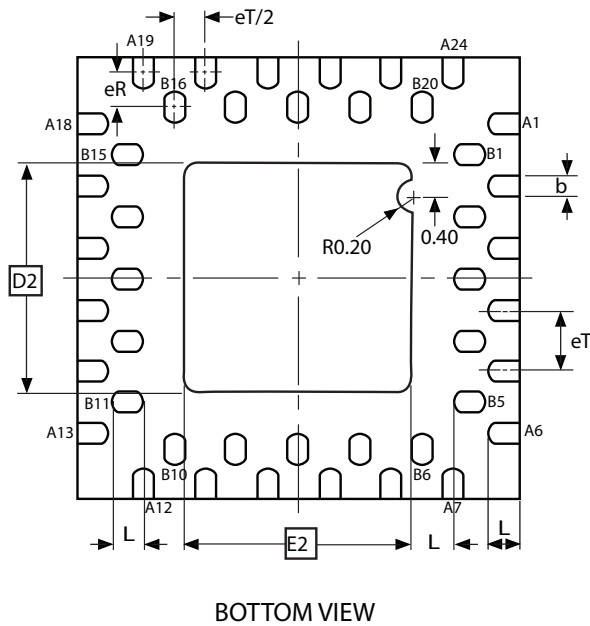 eT/2
A19
A24
eR
B16
B20
A18
A1
B15
B1
b
R0.20
0.40
D2
eT
B11
B5
A13
A6
B10
B6
A12
A7
L
E2
L
L
BOTTOM VIEW